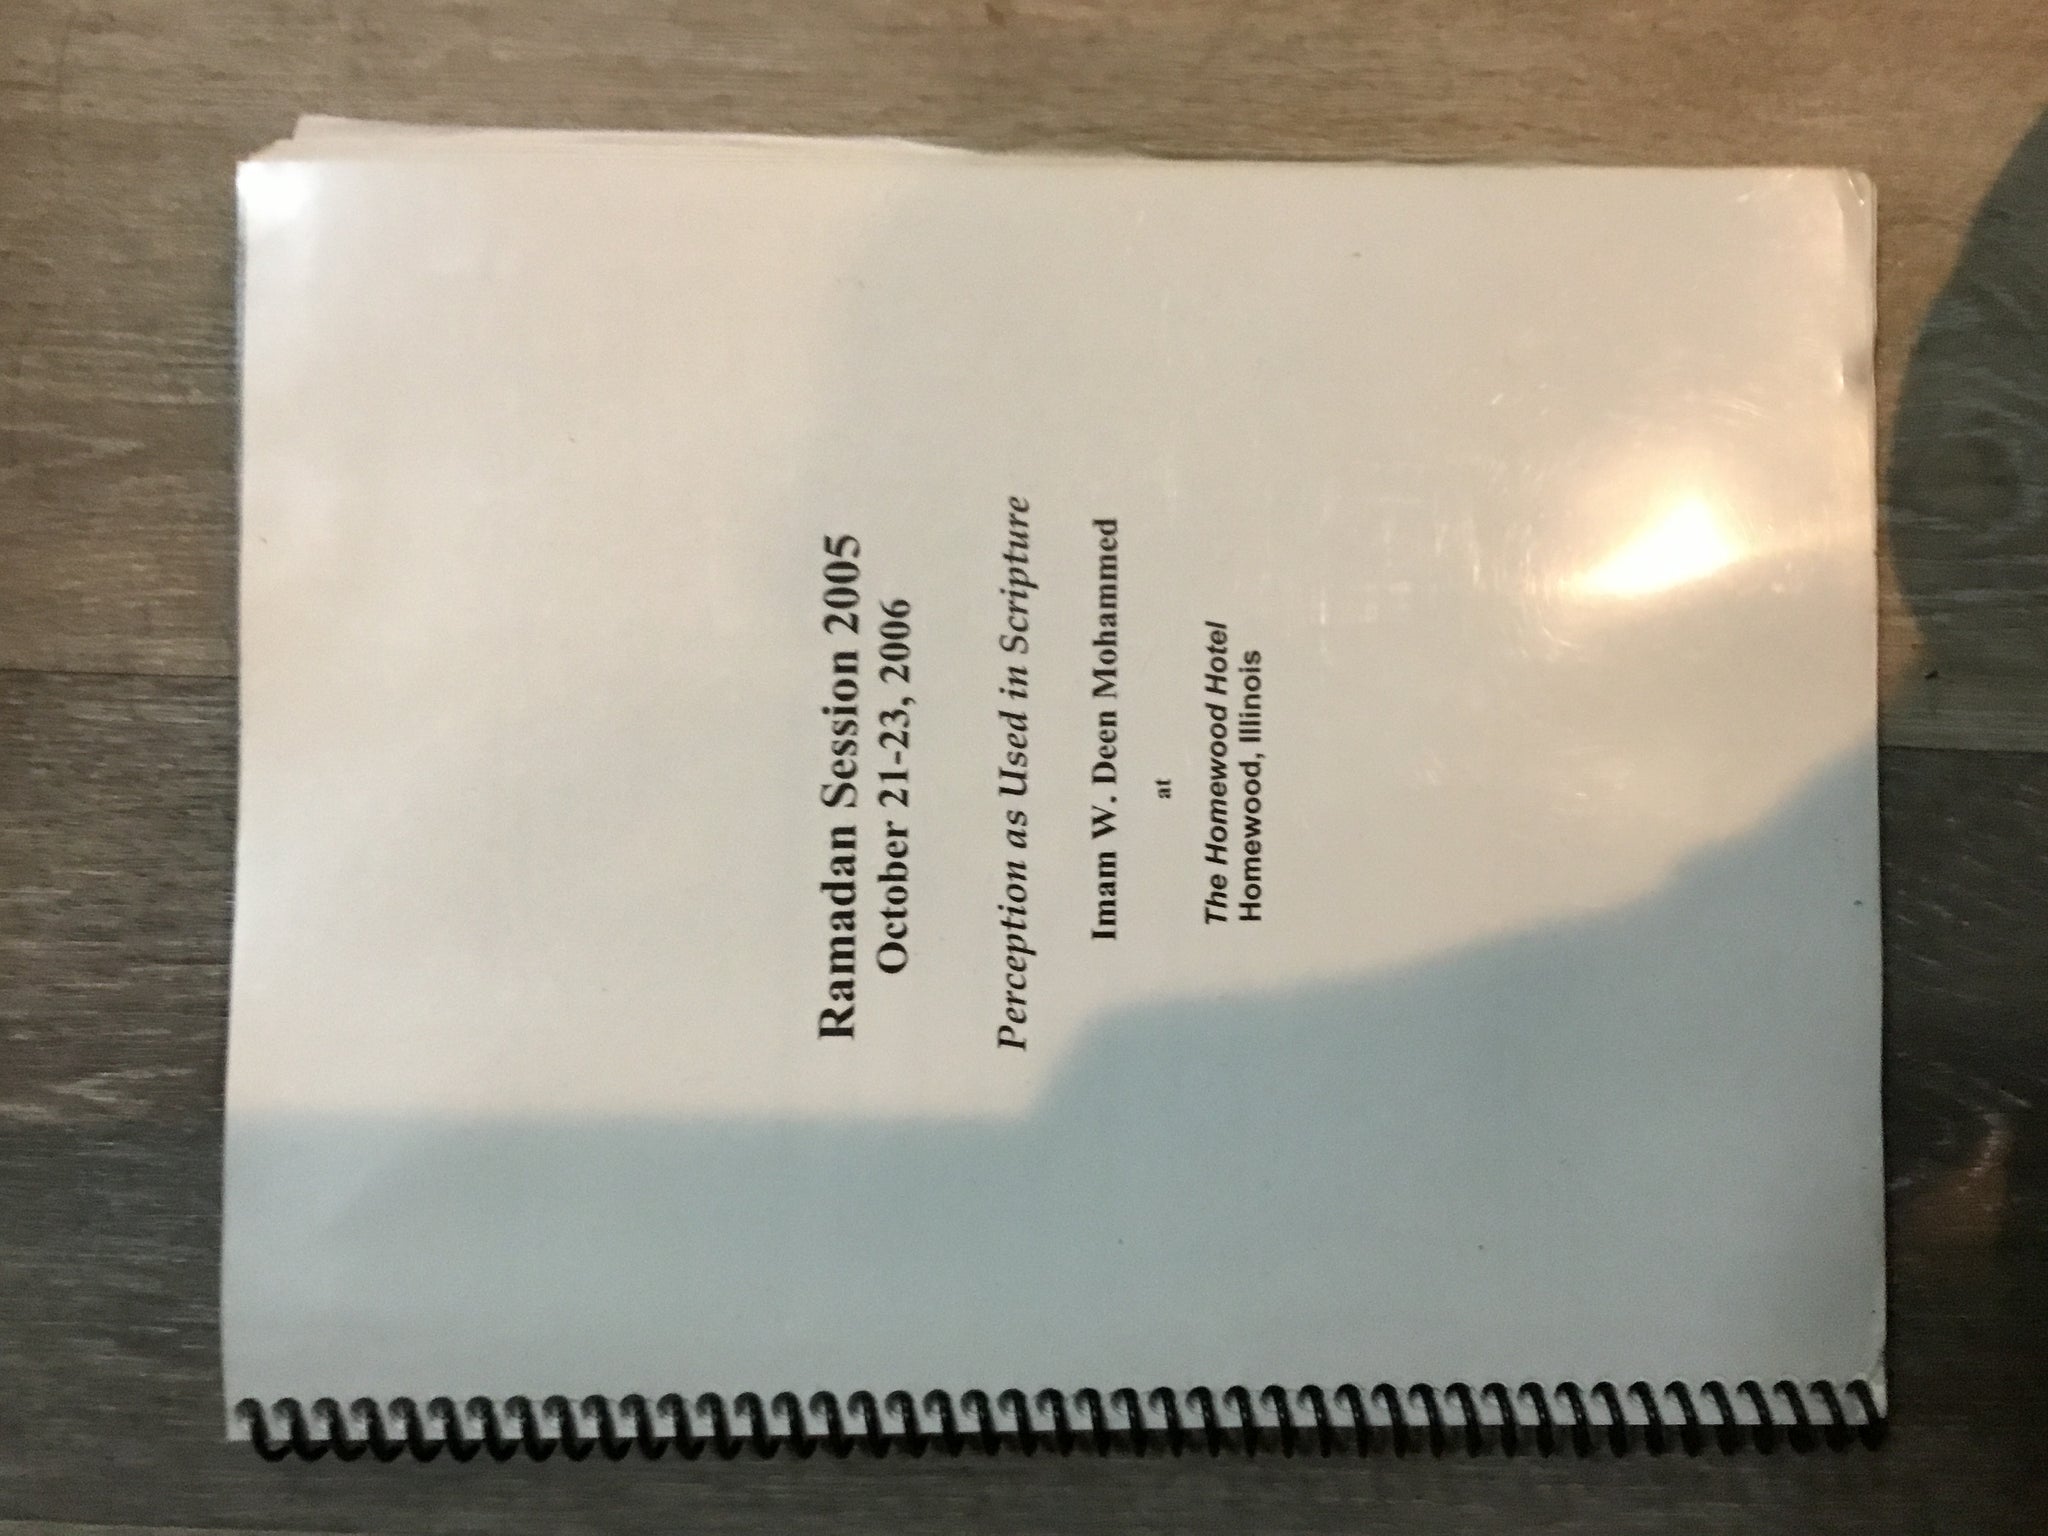 Ramadan Session 2005
October 21-23, 2006
Perception as Used in Scripture
Imam W. Deen Mohammed
at
The Homewood Hotel
Homewood, Illinois